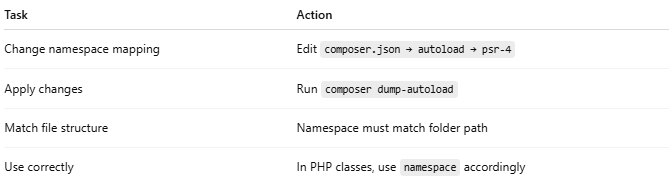 Task Action
Change namespace mapping Edit composer.json → autoload → psr-4
Apply changes Run composer dump-autoload
Match file structure Namespace must match folder path
Use correctly In PHP classes, use namespace accordingly